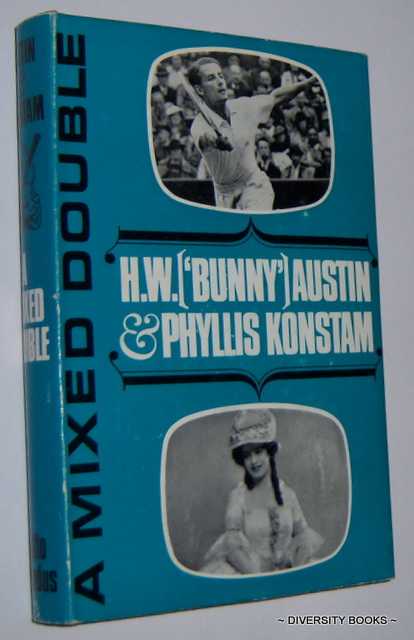 A MIXED DOUBLE
H.W.('BUNNY')AUSTIN
& PHYLLIS KONSTAM
~ DIVERSITY BOOKS ~